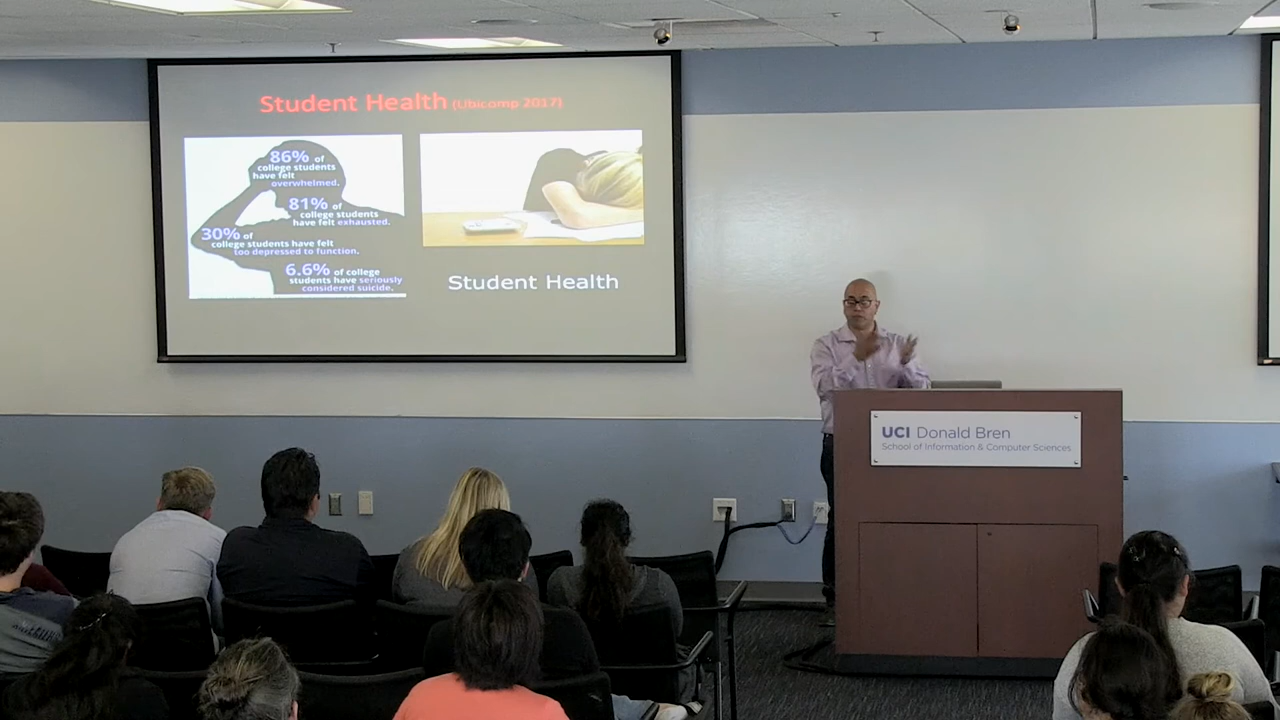 Student Health (Ubicomp 2017)
86% of
college students
have felt
overwhelmed.
81% of
college students
have felt exhausted.
30% of
college students have felt
too depressed to function.
6.6% of college
students have seriously
considered suicide.
Student Health
UCI Donald Bren
School of Information & Computer Sciences